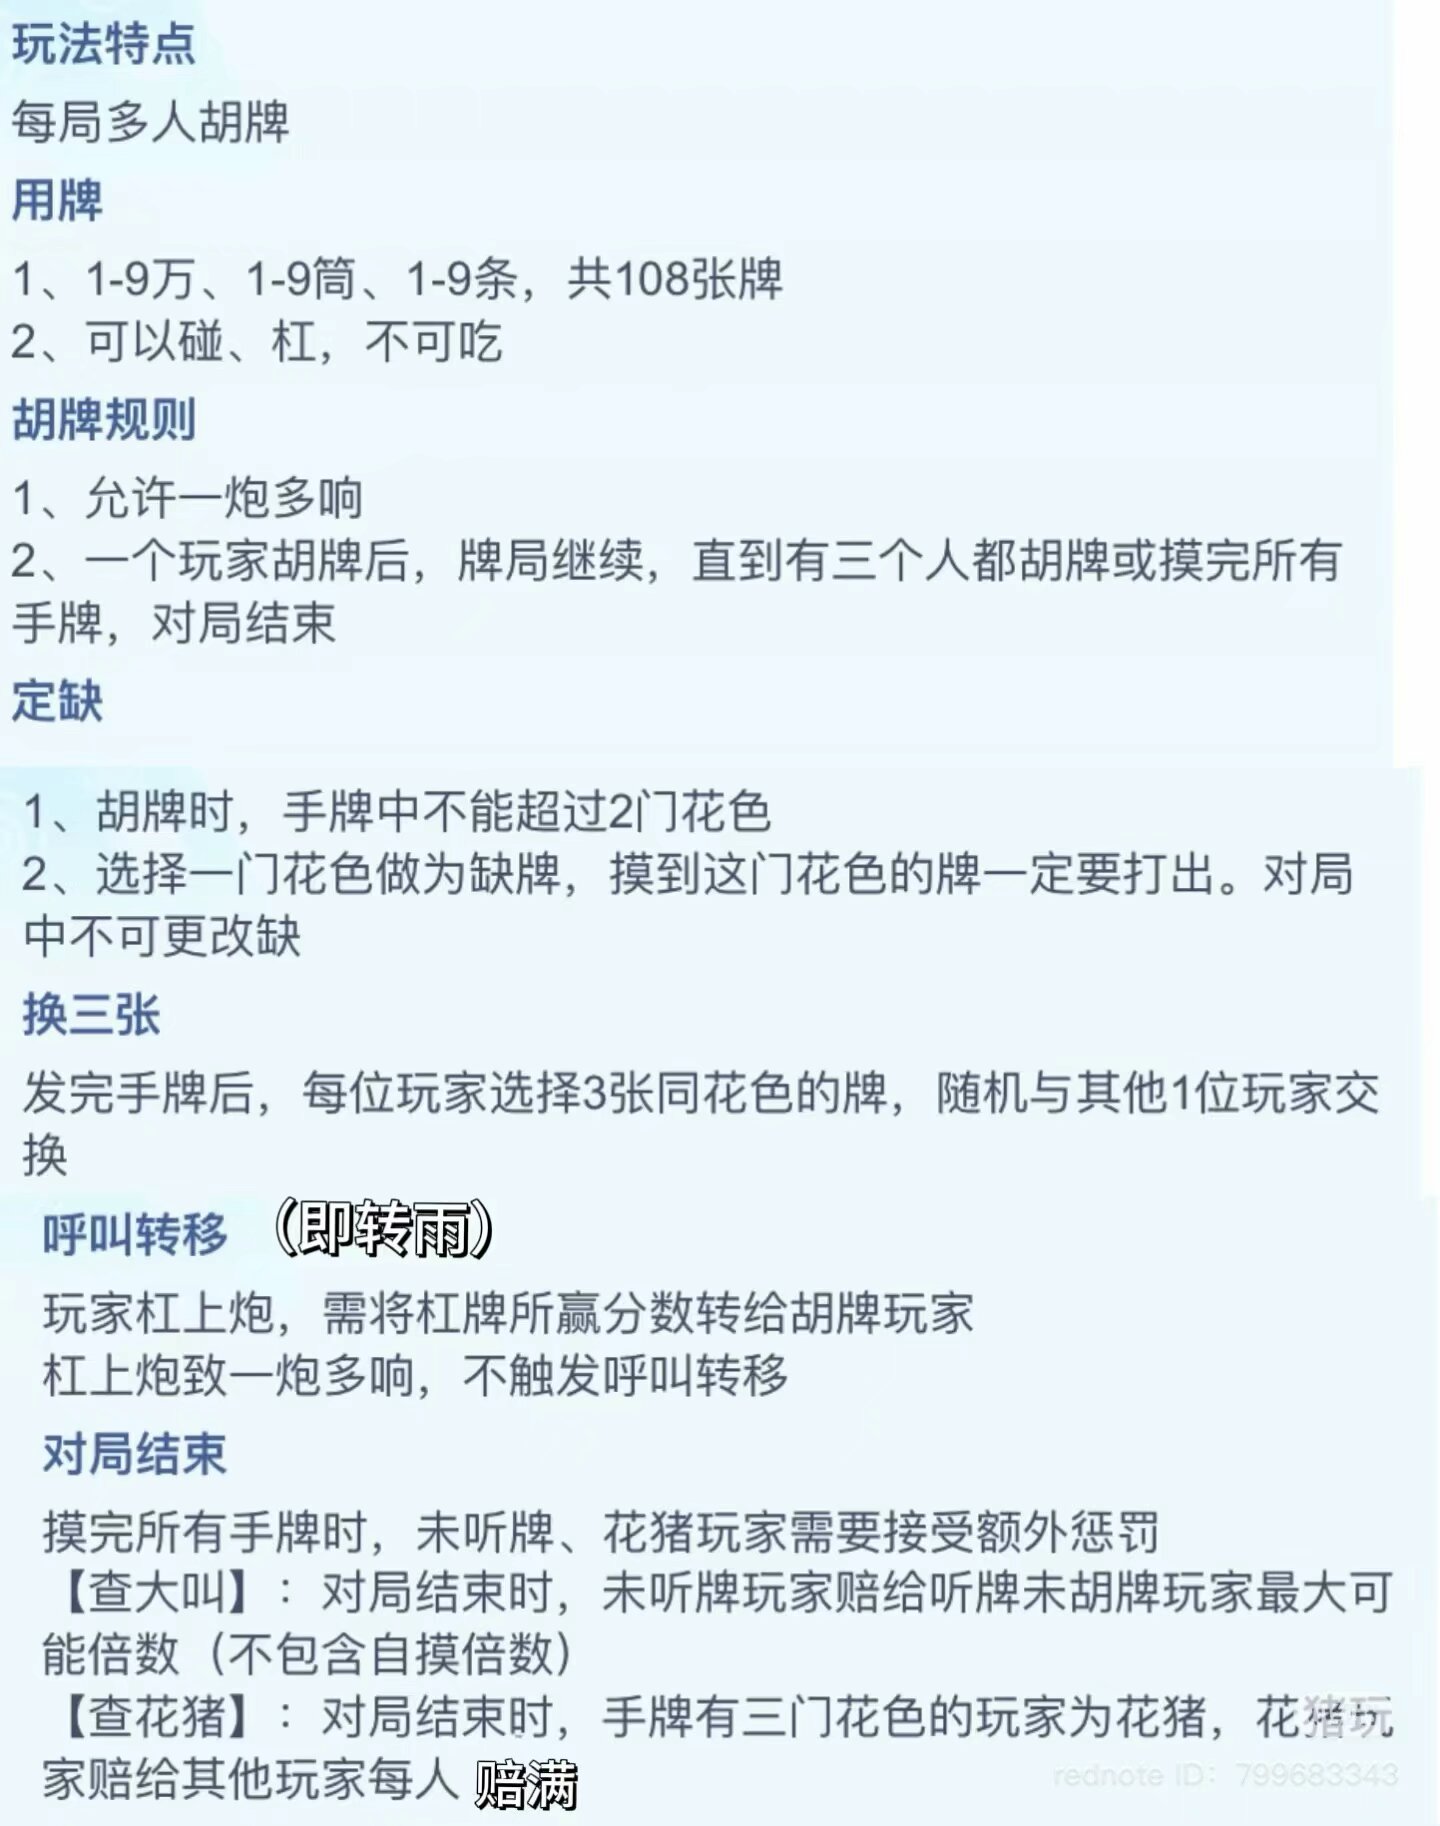 玩法特点
每局多人胡牌
用牌
1、1-9万、1-9筒、1-9条，共108张牌
2、可以碰、杠，不可吃
胡牌规则
1、允许一炮多响
2、一个玩家胡牌后，牌局继续，直到有三个人都胡牌或摸完所有
手牌，对局结束
定缺
1、胡牌时，手牌中不能超过2门花色
2、选择一门花色做为缺牌，摸到这门花色的牌一定要打出。对局
中不可更改缺
换三张
发完手牌后，每位玩家选择3张同花色的牌，随机与其他1位玩家交
换
呼叫转移（即转雨）
玩家杠上炮，需将杠牌所赢分数转给胡牌玩家
杠上炮致一炮多响，不触发呼叫转移
对局结束
摸完所有手牌时，未听牌、花猪玩家需要接受额外惩罚
【查大叫】：对局结束时，未听牌玩家赔给听牌未胡牌玩家最大可
能倍数（不包含自摸倍数）
【查花猪】：对局结束时，手牌有三门花色的玩家为花猪，花猪玩
家赔给其他玩家每人 赔满
rednote ID：799683343